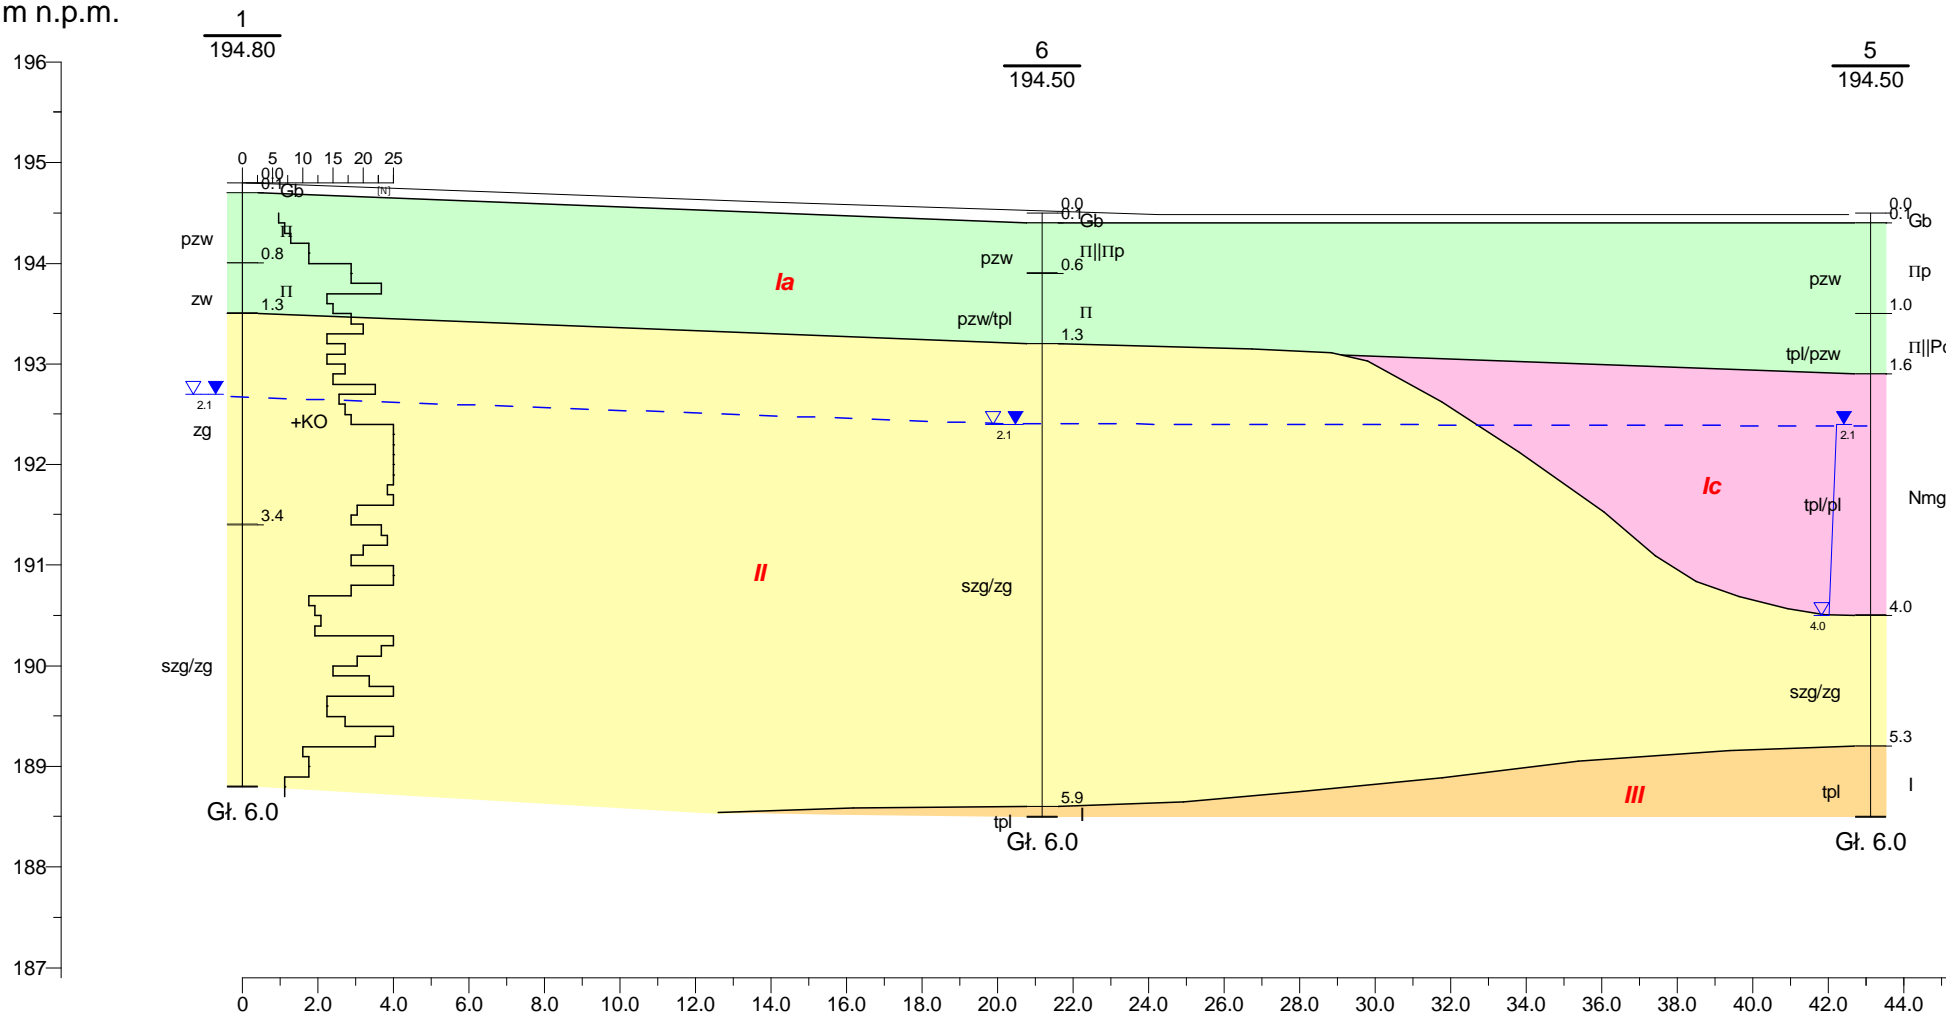 m n.p.m.
1
194.80
6
194.50
5
194.50
196
195
194
193
192
191
190
189
188
187
0 5 10 15 20 25
[N]
0.0
0.1
Gb
П
pzw
0.8
П
zw
1.3
2.1
+KO
zg
3.4
szg/zg
Gł. 6.0
Ia
II
0.0
0.1
Gb
П||Пp
pzw
0.6
П
pzw/tpl
1.3
2.1
szg/zg
5.9
I
tpl
Gł. 6.0
Ic
III
0.0
0.1
Gb
Пp
pzw
1.0
tpl/pzw
1.6
2.1
tpl/pl
Nmg
4.0
4.0
szg/zg
5.3
I
tpl
Gł. 6.0
0 2.0 4.0 6.0 8.0 10.0 12.0 14.0 16.0 18.0 20.0 22.0 24.0 26.0 28.0 30.0 32.0 34.0 36.0 38.0 40.0 42.0 44.0